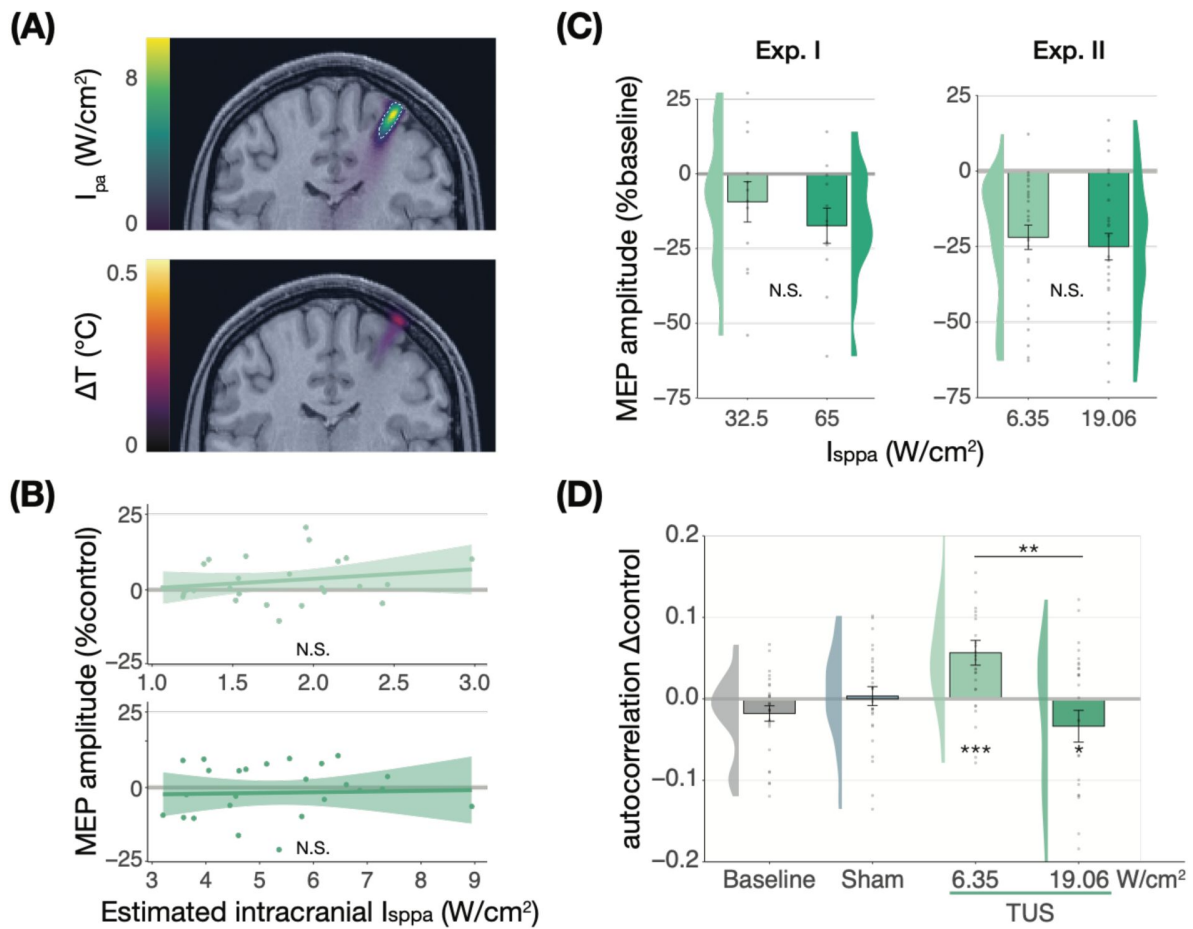 (A)
8
I_pa (W/cm²)
0
0.5
ΔT (°C)
0
(B)
MEP amplitude (%control)
25
0
−25
N.S.
1.0 1.5 2.0 2.5 3.0
25
0
−25
N.S.
3 4 5 6 7 8 9
Estimated intracranial Isppa (W/cm²)
(C)
Exp. I
Exp. II
MEP amplitude (%baseline)
25
0
−25
−50
−75
N.S.
32.5 65
25
0
−25
−50
−75
N.S.
6.35 19.06
Isppa (W/cm²)
(D)
autocorrelation Δcontrol
0.2
0.1
0.0
−0.1
−0.2
**
***
*
Baseline Sham 6.35 19.06 W/cm²
TUS